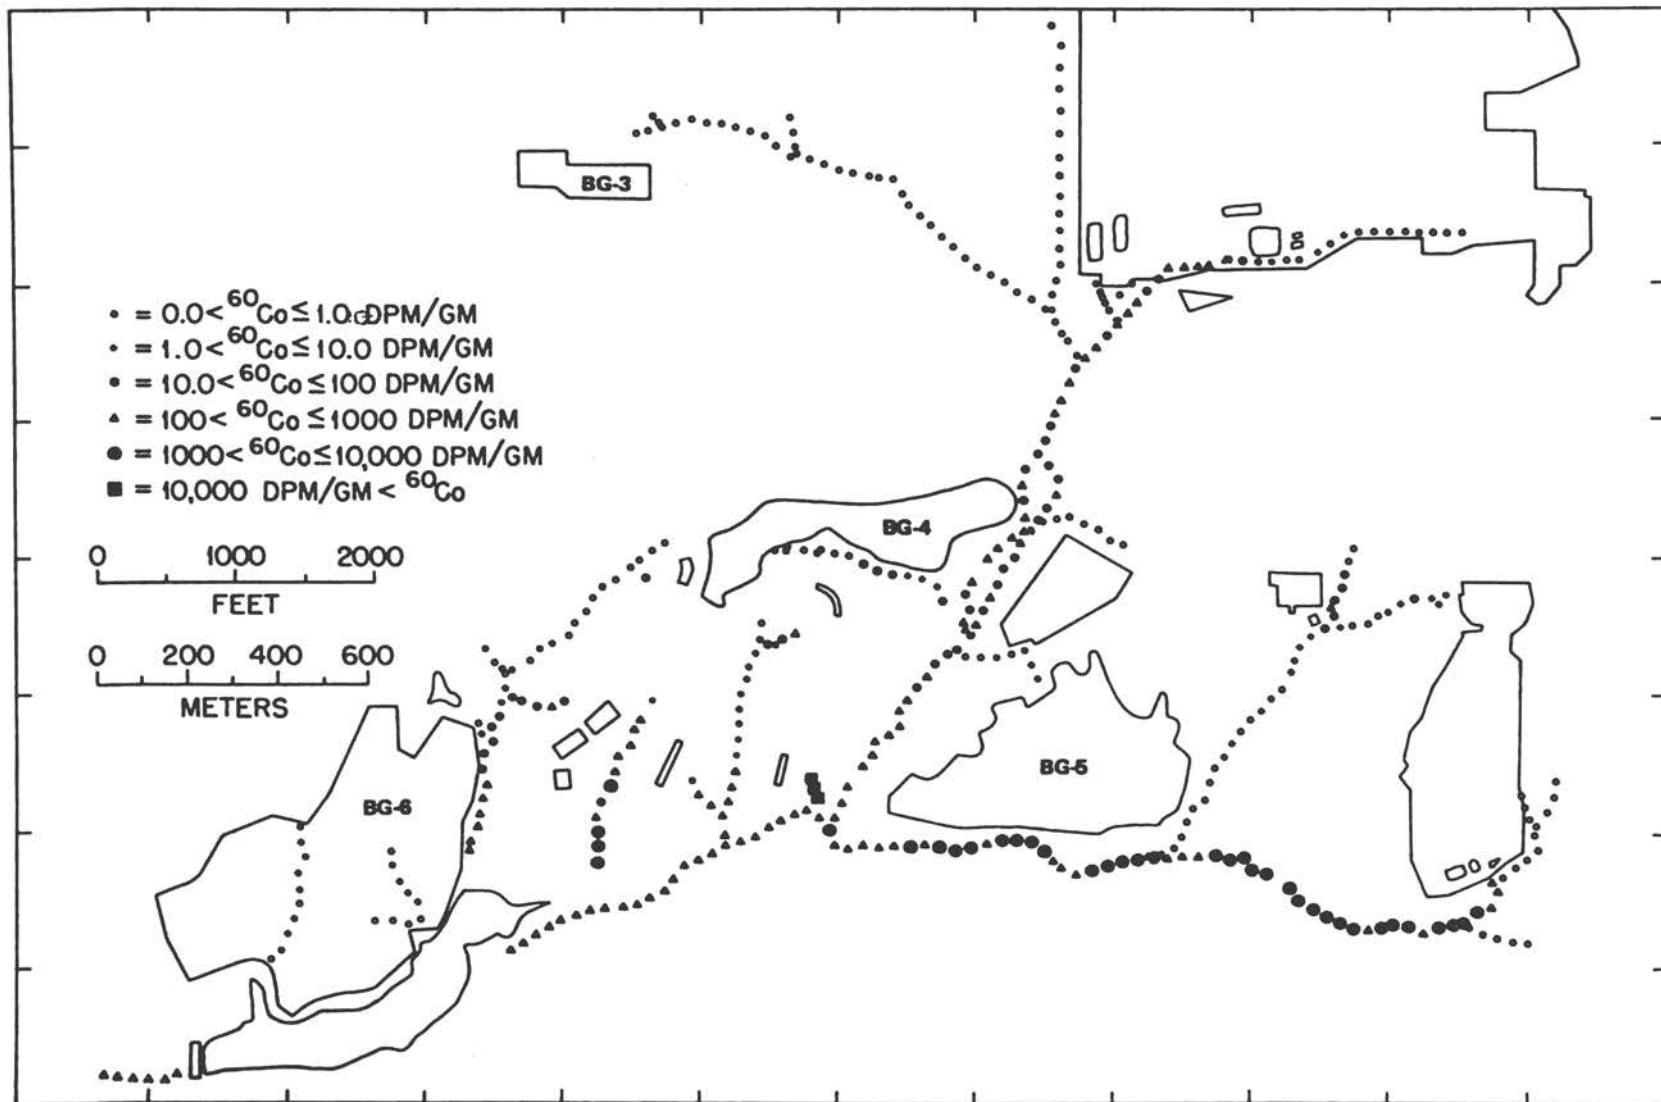 BG-3
• = 0.0< ⁶⁰Co ≤ 1.0 DPM/GM
• = 1.0< ⁶⁰Co ≤ 10.0 DPM/GM
• = 10.0< ⁶⁰Co ≤ 100 DPM/GM
▲ = 100< ⁶⁰Co ≤ 1000 DPM/GM
● = 1000< ⁶⁰Co ≤ 10,000 DPM/GM
■ = 10,000 DPM/GM < ⁶⁰Co
BG-4
0 1000 2000
FEET
0 200 400 600
METERS
BG-5
BG-6